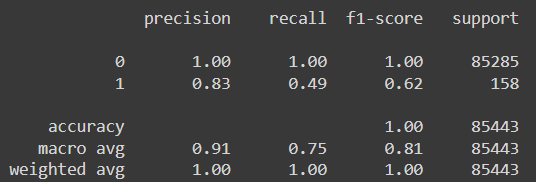 precision recall f1-score support
0 1.00 1.00 1.00 85285
1 0.83 0.49 0.62 158
accuracy 1.00 85443
macro avg 0.91 0.75 0.81 85443
weighted avg 1.00 1.00 1.00 85443